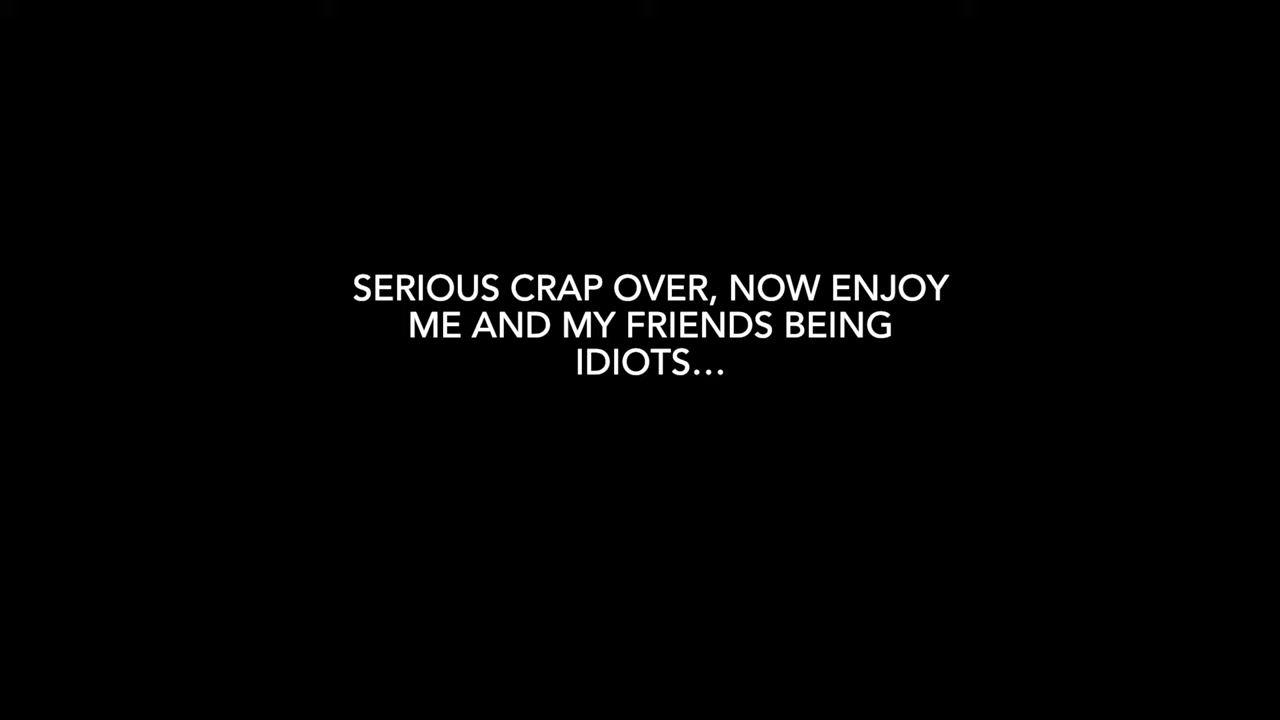 SERIOUS CRAP OVER, NOW ENJOY
ME AND MY FRIENDS BEING
IDIOTS...